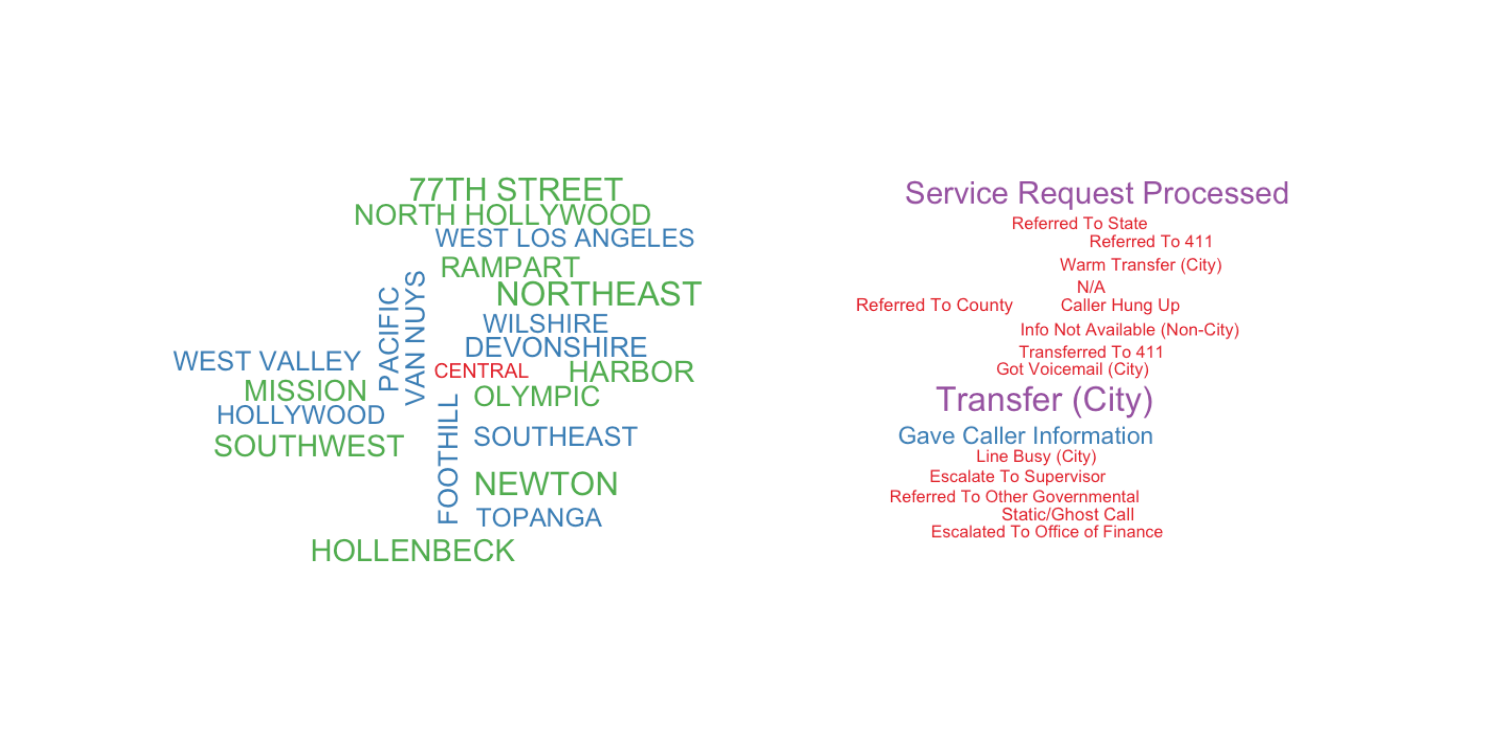 77TH STREET
NORTH HOLLYWOOD
WEST LOS ANGELES
RAMPART
NORTHEAST
PACIFIC
VAN NUYS
WILSHIRE
DEVONSHIRE
WEST VALLEY
CENTRAL
HARBOR
MISSION
OLYMPIC
HOLLYWOOD
SOUTHWEST
FOOTHILL
SOUTHEAST
NEWTON
TOPANGA
HOLLENBECK
Service Request Processed
Referred To State
Referred To 411
Warm Transfer (City)
N/A
Referred To County
Caller Hung Up
Info Not Available (Non-City)
Transferred To 411
Got Voicemail (City)
Transfer (City)
Gave Caller Information
Line Busy (City)
Escalate To Supervisor
Referred To Other Governmental
Static/Ghost Call
Escalated To Office of Finance